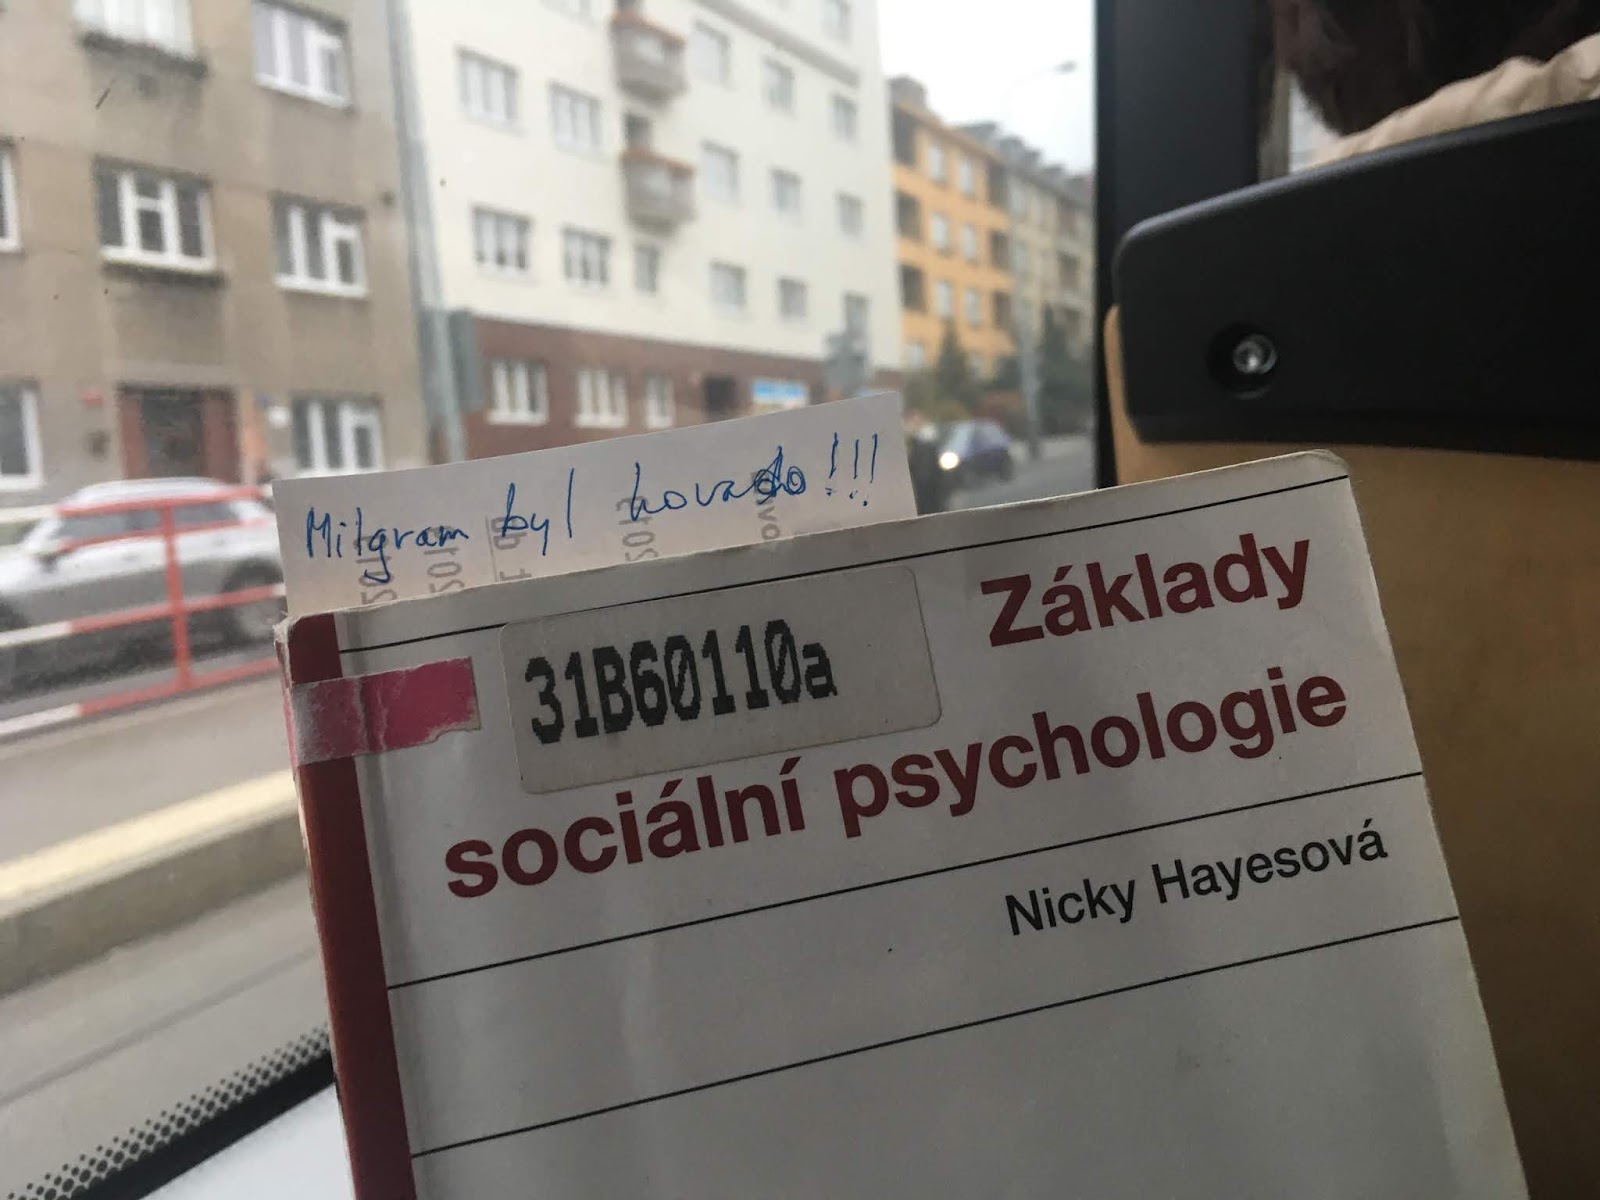 Milgram byl hovado!!!
31B60110a
Základy
sociální psychologie
Nicky Hayesová